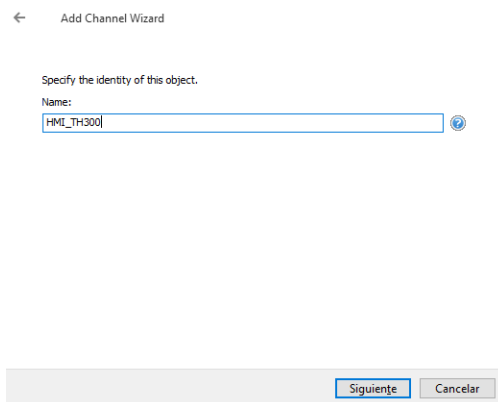 Add Channel Wizard
Specify the identity of this object.
Name:
HMI_TH300
Siguiente
Cancelar